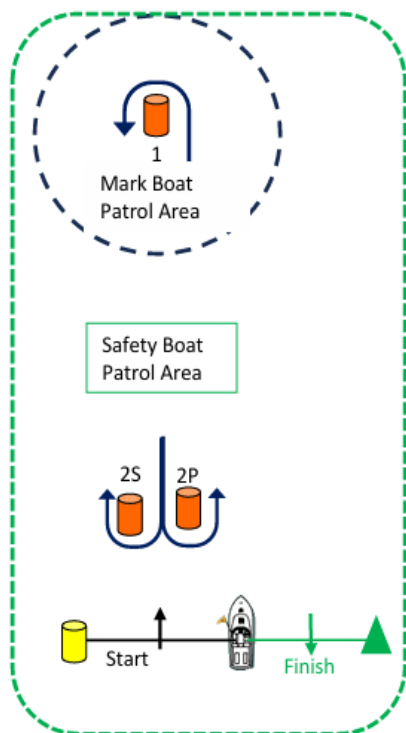 1
Mark Boat
Patrol Area
Safety Boat
Patrol Area
2S 2P
Start
Finish